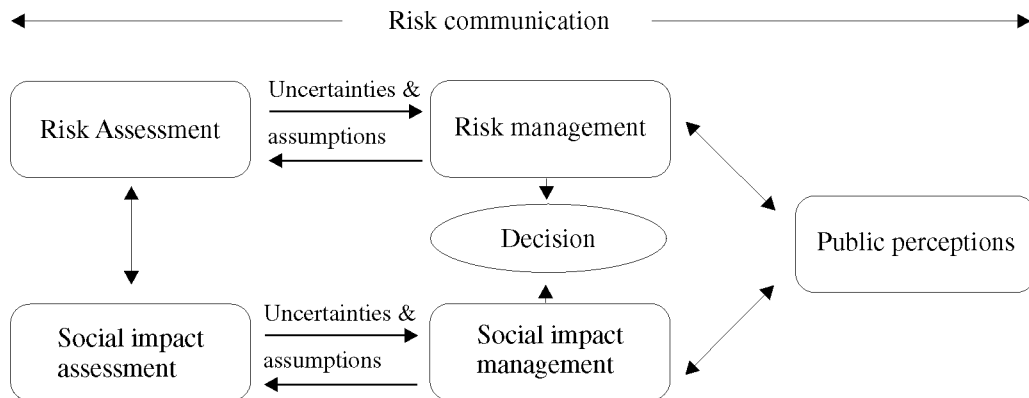 Risk communication
Uncertainties &
assumptions
Risk Assessment
Risk management
Decision
Public perceptions
Uncertainties &
assumptions
Social impact
assessment
Social impact
management